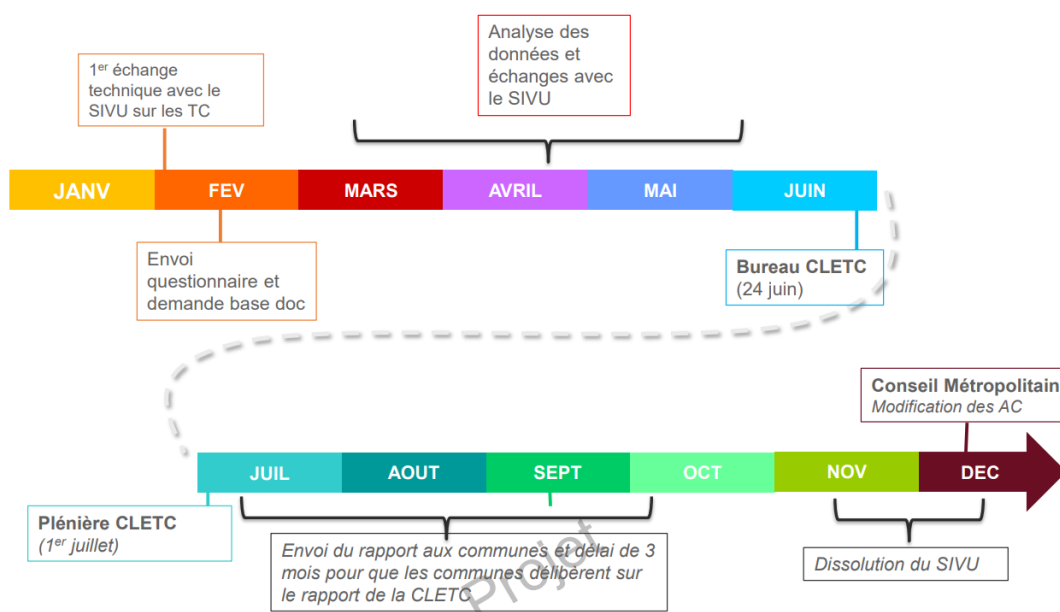 1er échange
technique avec le
SIVU sur les TC
Analyse des
données et
échanges avec
le SIVU
JANV
FEV
MARS
AVRIL
MAI
JUIN
Envoi
questionnaire et
demande base doc
Bureau CLETC
(24 juin)
Conseil Métropolitain
Modification des AC
JUIL
AOUT
SEPT
OCT
NOV
DEC
Plénière CLETC
(1er juillet)
Envoi du rapport aux communes et délai de 3
mois pour que les communes délibèrent sur
le rapport de la CLETC
Dissolution du SIVU
Projet